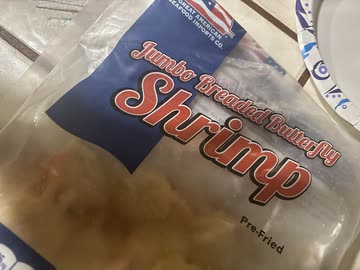 GREAT AMERICAN
SEAFOOD IMPORTS CO.
Jumbo Breaded Butterfly
Shrimp
Pre-Fried